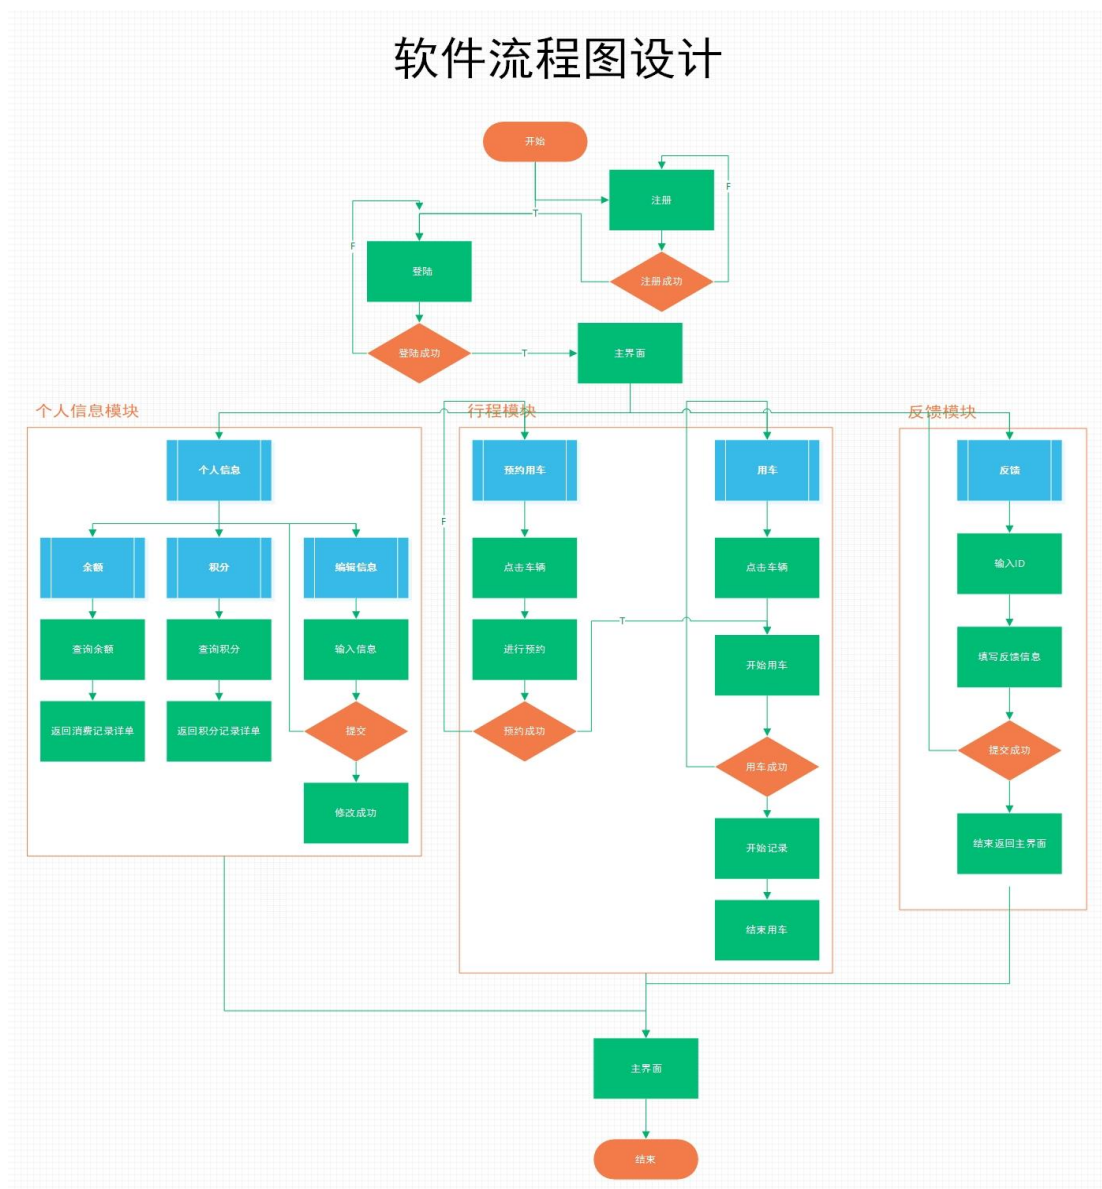 软件流程图设计
开始
注册
F
T
登陆
F
注册成功
登陆成功
T
主界面
个人信息模块
行程模块
反馈模块
个人信息
预约用车
用车
反馈
F
余额
积分
编辑信息
点击车辆
点击车辆
输入ID
T
查询余额
查询积分
输入信息
进行预约
开始用车
填写反馈信息
返回消费记录详单
返回积分记录详单
提交
预约成功
用车成功
提交成功
修改成功
开始记录
结束返回主界面
结束用车
主界面
结束